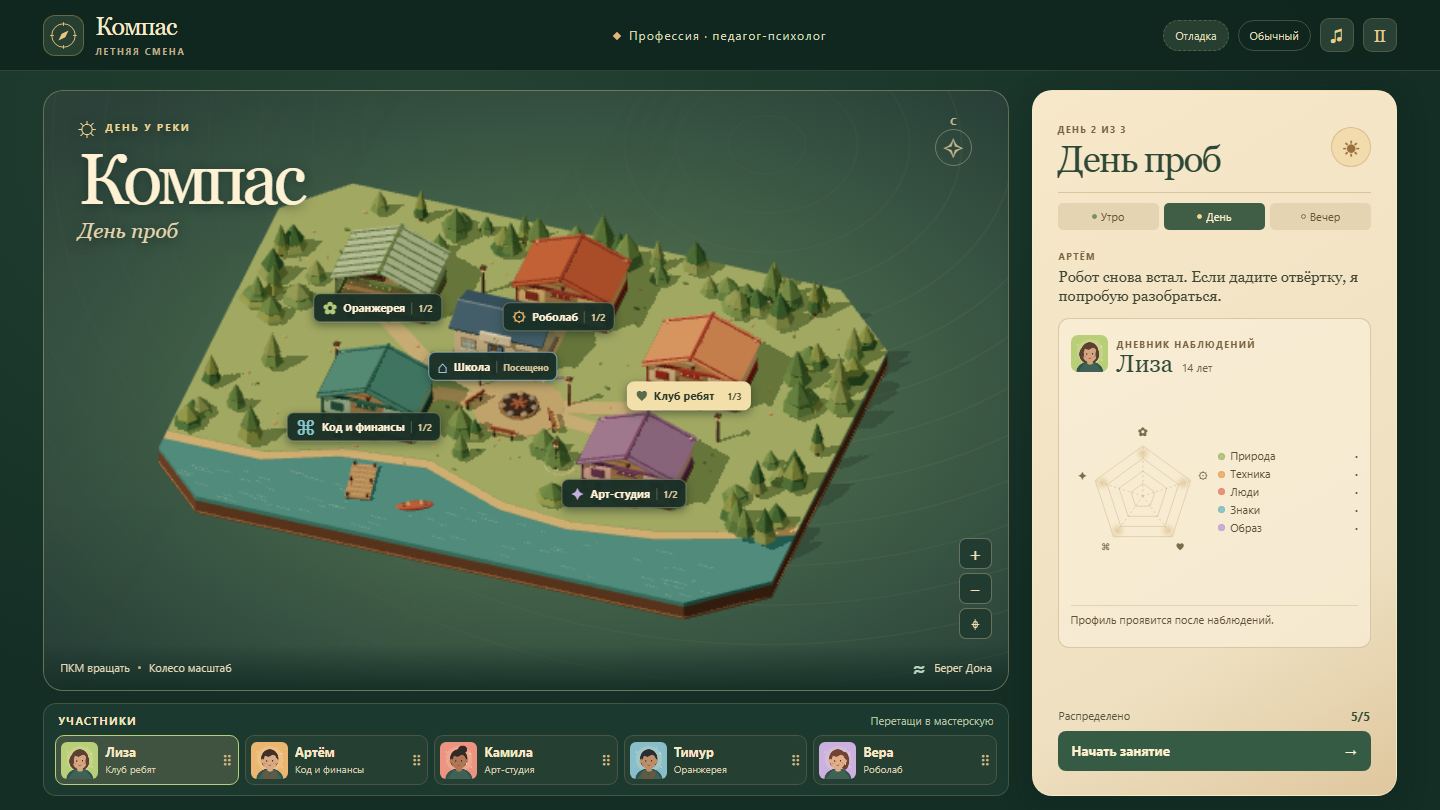 Компас
ЛЕТНЯЯ СМЕНА
Профессия · педагог-психолог
Отладка
Обычный
ДЕНЬ У РЕКИ
Компас
День проб
С
Оранжерея 1/2
Роболаб 1/2
Школа Посещено
Клуб ребят 1/3
Код и финансы 1/2
Арт-студия 1/2
+
−
ПКМ вращать • Колесо масштаб
Берег Дона
УЧАСТНИКИ
Перетащи в мастерскую
Лиза
Клуб ребят
Артём
Код и финансы
Камила
Арт-студия
Тимур
Оранжерея
Вера
Роболаб
ДЕНЬ 2 ИЗ 3
День проб
Утро
День
Вечер
АРТЁМ
Робот снова встал. Если дадите отвёртку, я
попробую разобраться.
ДНЕВНИК НАБЛЮДЕНИЙ
Лиза 14 лет
Природа ·
Техника ·
Люди ·
Знаки ·
Образ ·
Профиль проявится после наблюдений.
Распределено 5/5
Начать занятие →